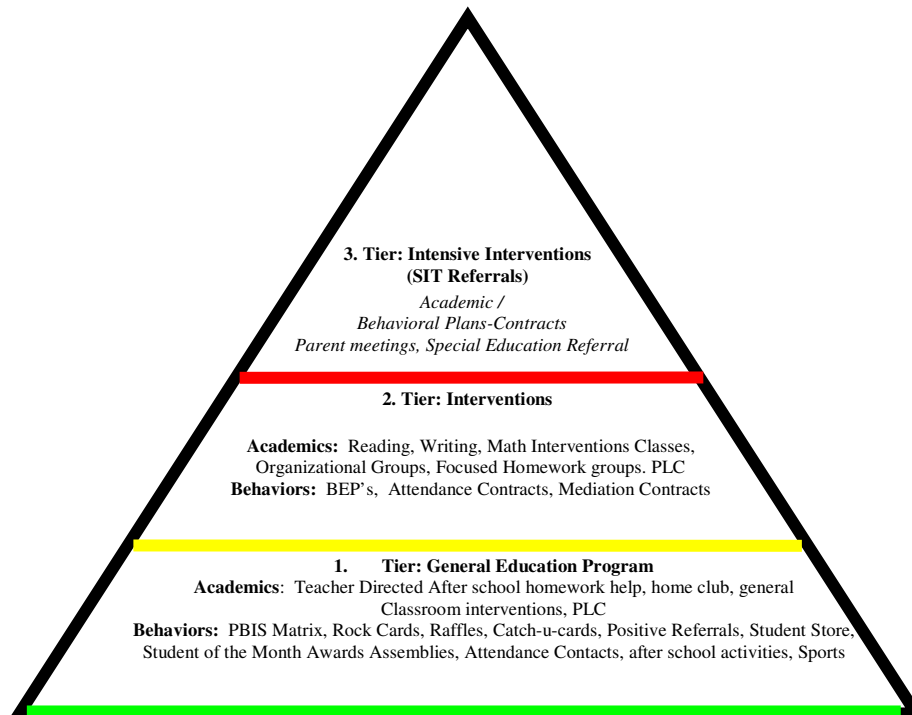 3. Tier: Intensive Interventions
(SIT Referrals)
Academic /
Behavioral Plans-Contracts
Parent meetings, Special Education Referral
2. Tier: Interventions
Academics: Reading, Writing, Math Interventions Classes,
Organizational Groups, Focused Homework groups. PLC
Behaviors: BEP's, Attendance Contracts, Mediation Contracts
1. Tier: General Education Program
Academics: Teacher Directed After school homework help, home club, general
Classroom interventions, PLC
Behaviors: PBIS Matrix, Rock Cards, Raffles, Catch-u-cards, Positive Referrals, Student Store,
Student of the Month Awards Assemblies, Attendance Contacts, after school activities, Sports